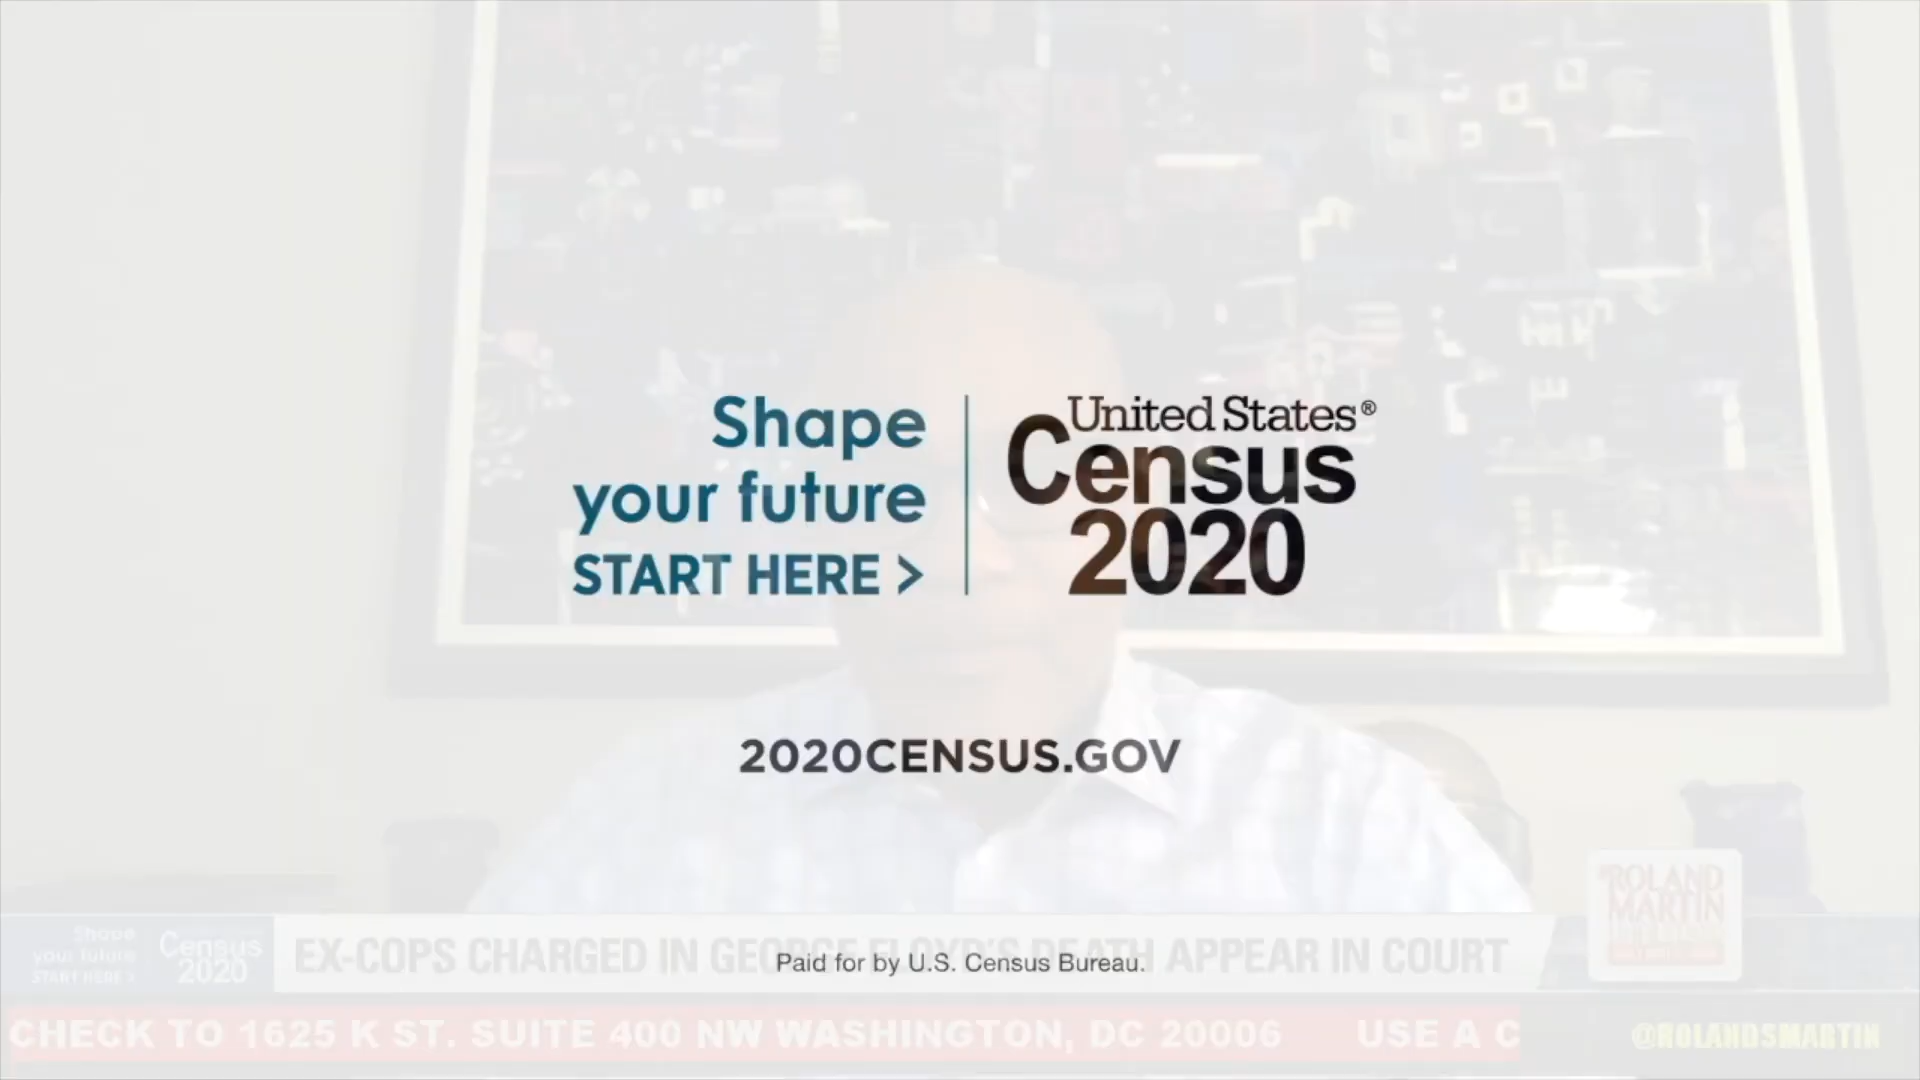 Shape
your future
START HERE >
United States®
Census
2020
2020CENSUS.GOV
ROLAND
MARTIN
Shape
your future
START HERE >
Census
2020
EX-COPS CHARGED IN GEORGE FLOYD'S DEATH APPEAR IN COURT
Paid for by U.S. Census Bureau.
CHECK TO 1625 K ST. SUITE 400 NW WASHINGTON, DC 20006 USE A C
@ROLANDSMARTIN